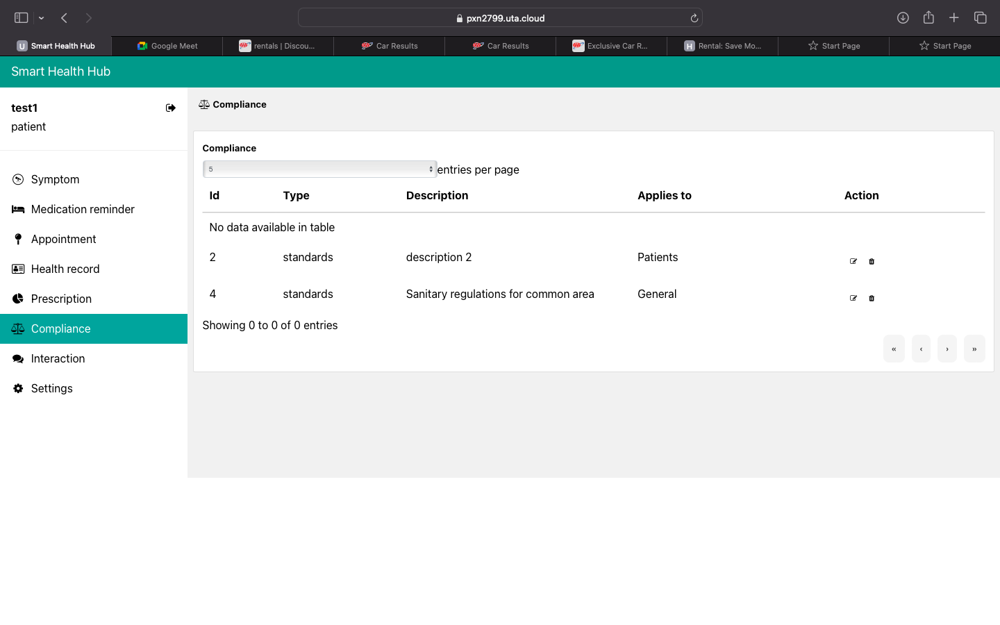 pxn2799.uta.cloud
U Smart Health Hub Google Meet rentals | Discou... Car Results Car Results Exclusive Car R... H Rental: Save Mo... Start Page Start Page
Smart Health Hub
test1
patient
Symptom
Medication reminder
Appointment
Health record
Prescription
Compliance
Interaction
Settings
Compliance
Compliance
5 entries per page
Id Type Description Applies to Action
No data available in table
2 standards description 2 Patients
4 standards Sanitary regulations for common area General
Showing 0 to 0 of 0 entries
« ‹ › »